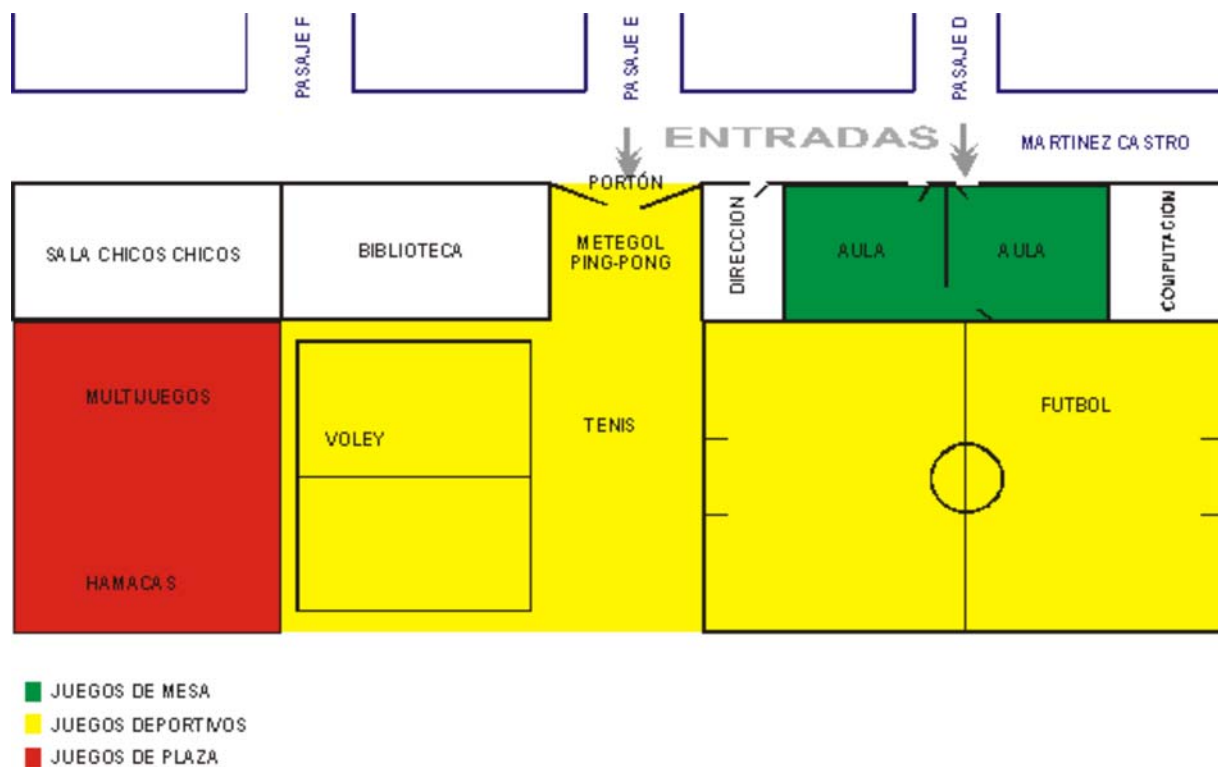 PASAJE F
PASAJE E
PASAJE D
ENTRADAS
MARTINEZ CASTRO
PORTÓN
SALA CHICOS CHICOS
BIBLIOTECA
METEGOL
PING-PONG
DIRECCION
AULA
AULA
COMPUTACIÓN
MULTIJUEGOS
VOLEY
TENIS
FUTBOL
HAMACAS
JUEGOS DE MESA
JUEGOS DEPORTIVOS
JUEGOS DE PLAZA